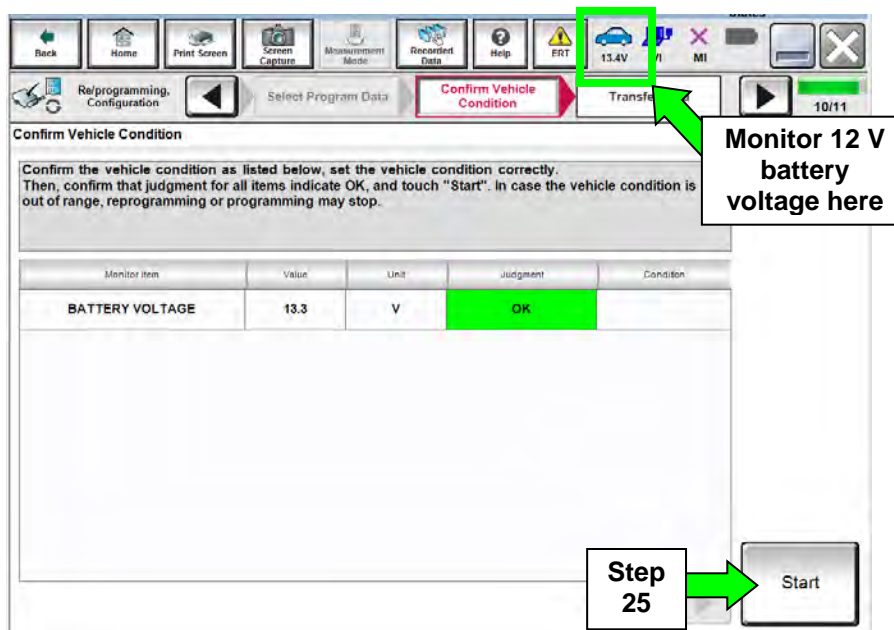 States
Back
Home
Print Screen
Screen
Capture
Measurement
Mode
Recorded
Data
Help
ERT
13.4V
VI
MI
Re/programming,
Configuration
Select Program Data
Confirm Vehicle
Condition
10/11
Confirm Vehicle Condition
Monitor 12 V
battery
voltage here
Confirm the vehicle condition as listed below, set the vehicle condition correctly.
Then, confirm that judgment for all items indicate OK, and touch "Start". In case the vehicle condition is
out of range, reprogramming or programming may stop.
Monitor Item
Value
Unit
Judgment
Condition
BATTERY VOLTAGE
13.3
V
OK
Step
25
Start